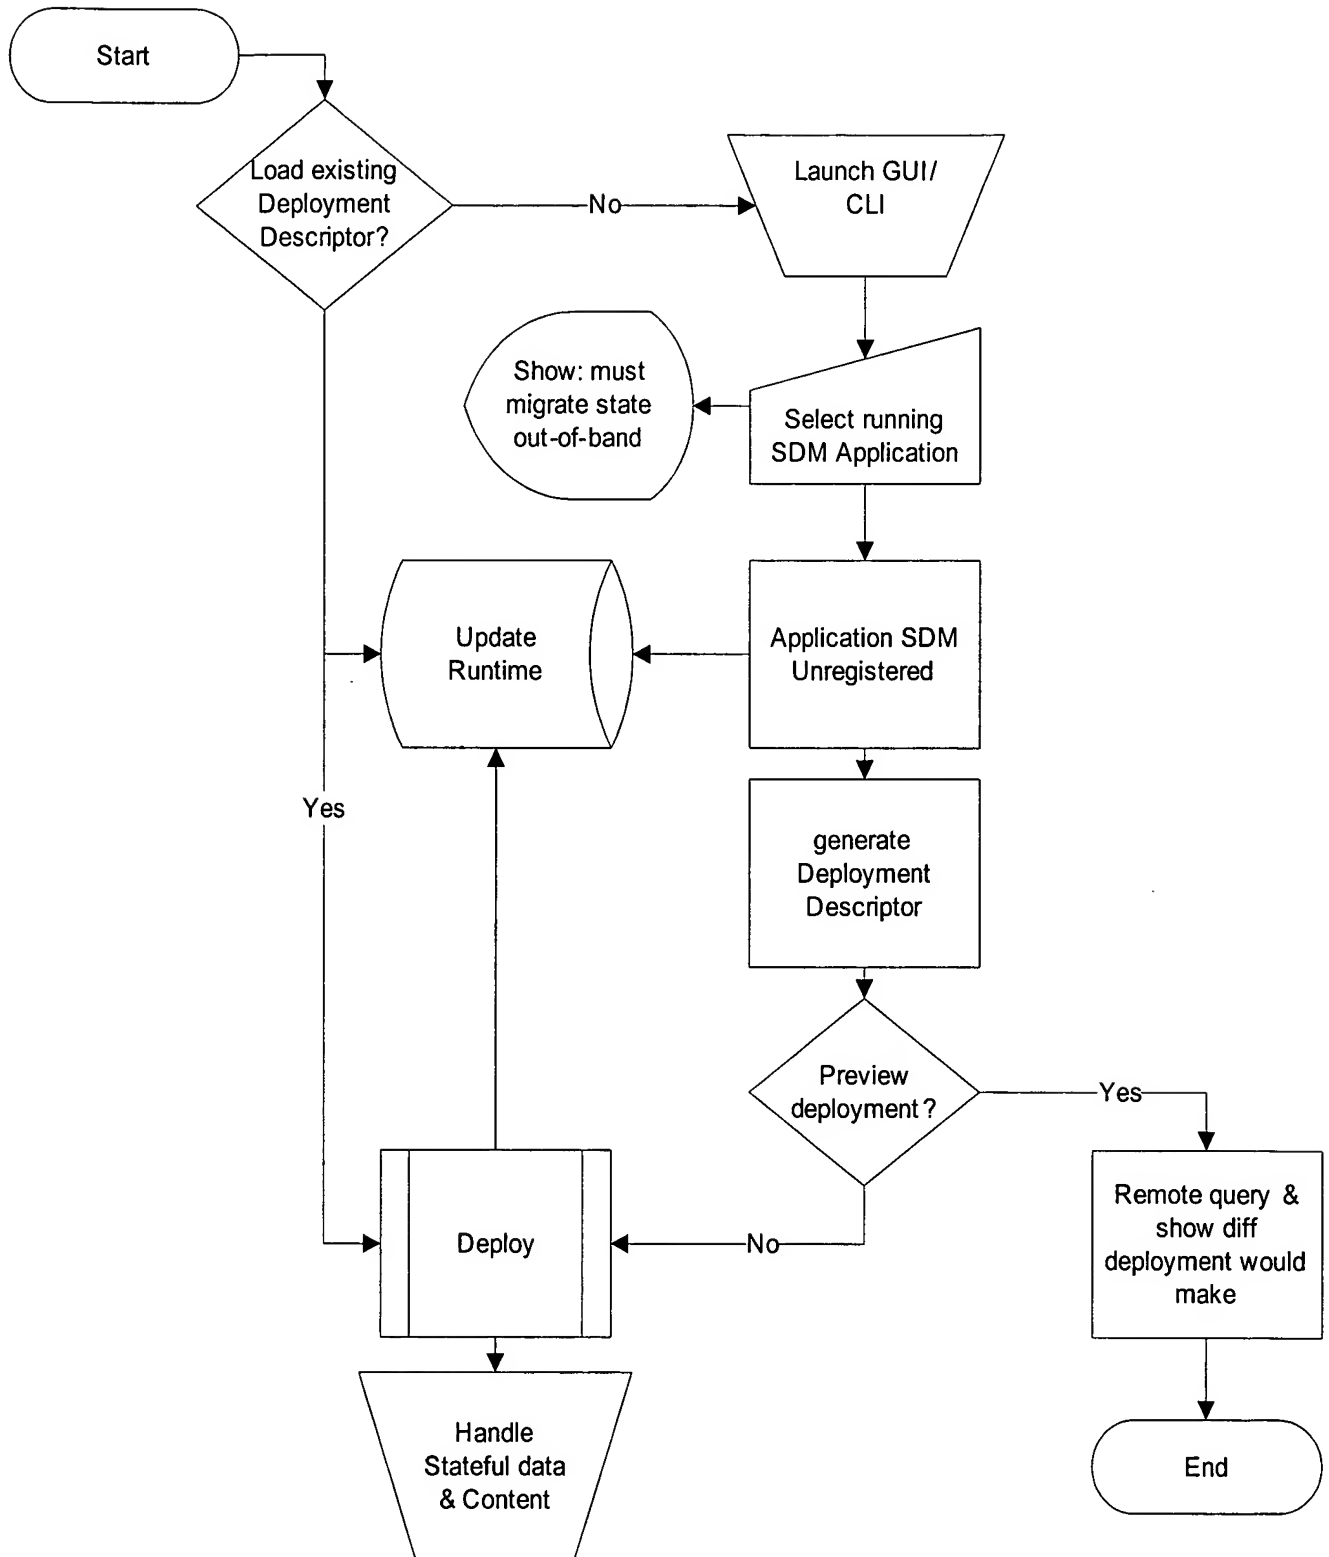 Start
Load existing
Deployment
Descriptor?
No
Launch GUI/
CLI
Show: must
migrate state
out-of-band
Select running
SDM Application
Update
Runtime
Application SDM
Unregistered
Yes
generate
Deployment
Descriptor
Preview
deployment?
Yes
Deploy
No
Remote query &
show diff
deployment would
make
Handle
Stateful data
& Content
End